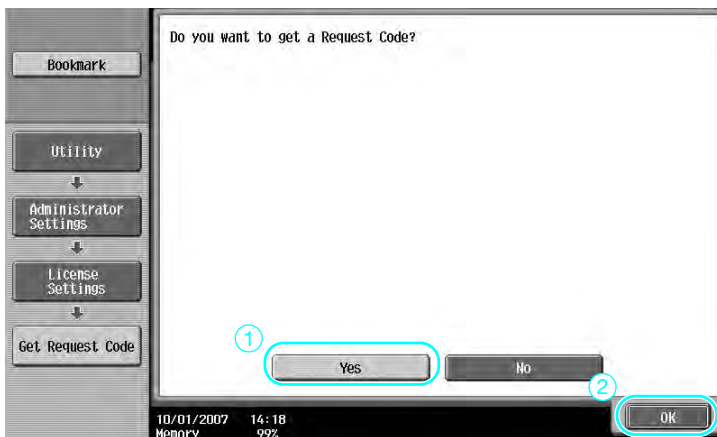 Do you want to get a Request Code?
Bookmark
Utility
Administrator
Settings
License
Settings
Get Request Code
1
Yes
No
2
OK
10/01/2007 14:18
Memory 99%